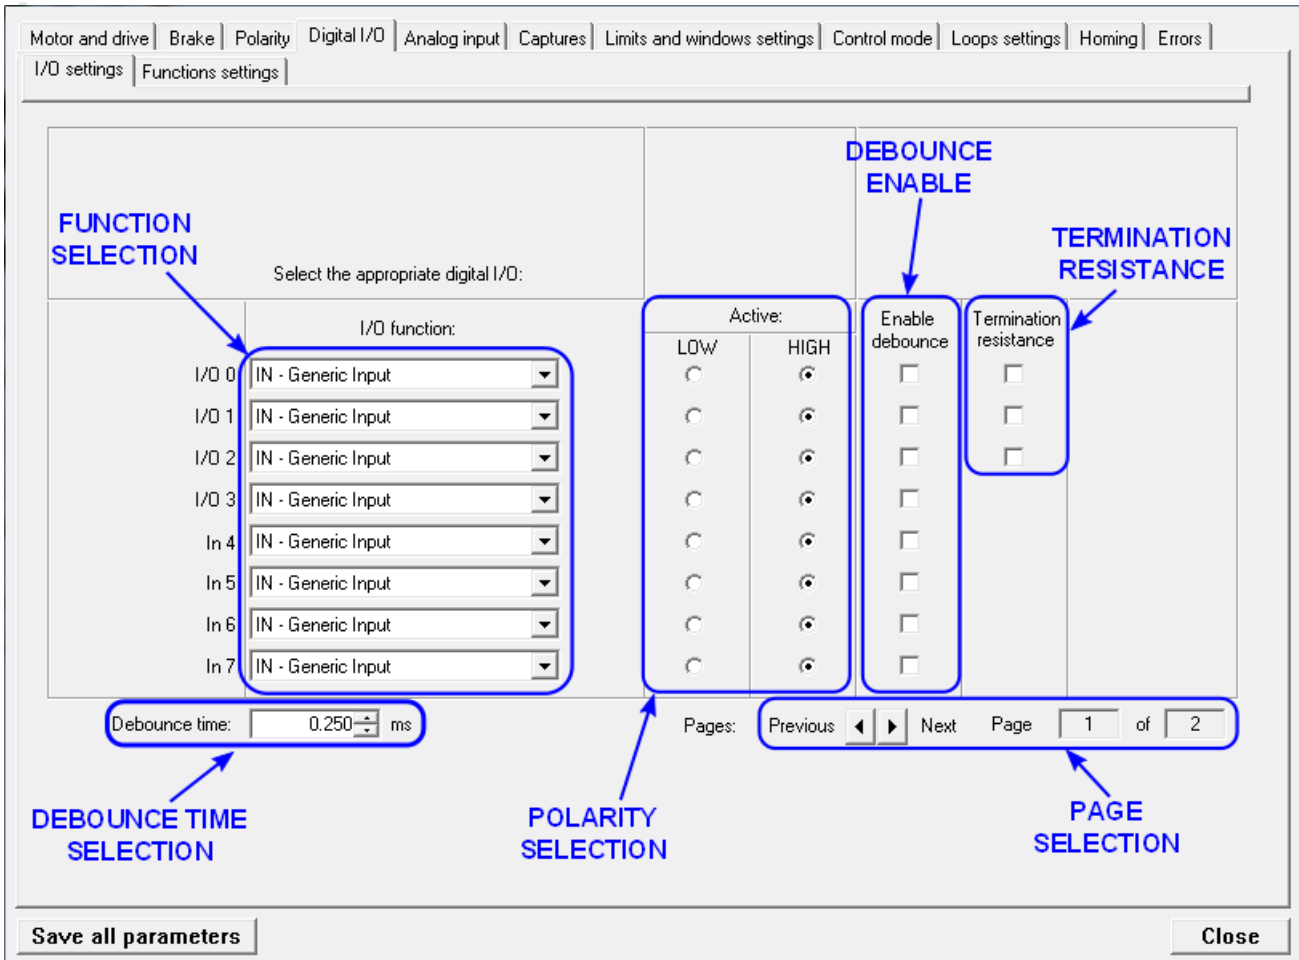 Motor and drive Brake Polarity Digital I/O Analog input Captures Limits and windows settings Control mode Loops settings Homing Errors
I/O settings Functions settings
DEBOUNCE
ENABLE
FUNCTION
SELECTION
TERMINATION
RESISTANCE
Select the appropriate digital I/O:
I/O function:
Active:
LOW HIGH
Enable
debounce
Termination
resistance
I/O 0 IN - Generic Input
I/O 1 IN - Generic Input
I/O 2 IN - Generic Input
I/O 3 IN - Generic Input
In 4 IN - Generic Input
In 5 IN - Generic Input
In 6 IN - Generic Input
In 7 IN - Generic Input
Debounce time: 0.250 ms
Pages: Previous Next Page 1 of 2
DEBOUNCE TIME
SELECTION
POLARITY
SELECTION
PAGE
SELECTION
Save all parameters
Close